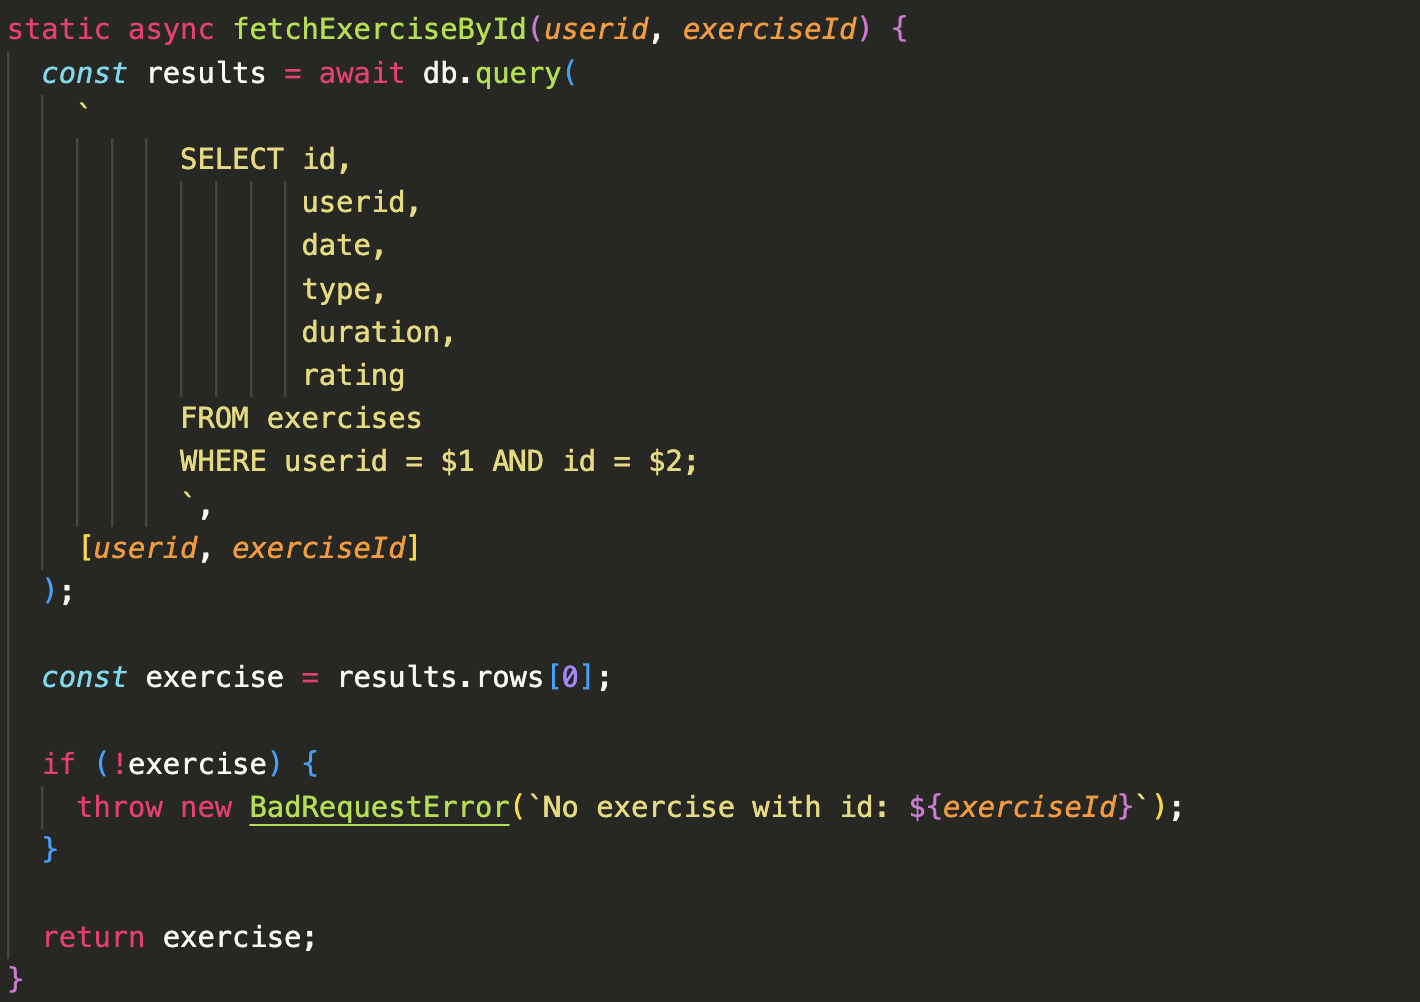 static async fetchExerciseById(userid, exerciseId) {
  const results = await db.query(
    `
          SELECT id,
                 userid,
                 date,
                 type,
                 duration,
                 rating
          FROM exercises
          WHERE userid = $1 AND id = $2;
          `,
    [userid, exerciseId]
  );

  const exercise = results.rows[0];

  if (!exercise) {
    throw new BadRequestError(`No exercise with id: ${exerciseId}`);
  }

  return exercise;
}